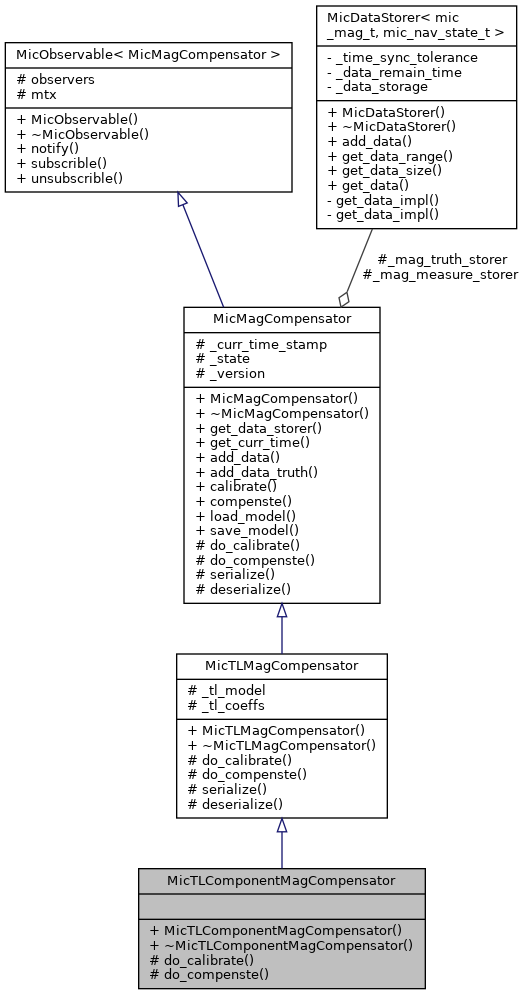 MicDataStorer< mic
_mag_t, mic_nav_state_t >
- _time_sync_tolerance
- _data_remain_time
- _data_storage
+ MicDataStorer()
+ ~MicDataStorer()
+ add_data()
+ get_data_range()
+ get_data_size()
+ get_data()
- get_data_impl()
- get_data_impl()
MicObservable< MicMagCompensator >
# observers
# mtx
+ MicObservable()
+ ~MicObservable()
+ notify()
+ subscrible()
+ unsubscrible()
#_mag_truth_storer
#_mag_measure_storer
MicMagCompensator
# _curr_time_stamp
# _state
# _version
+ MicMagCompensator()
+ ~MicMagCompensator()
+ get_data_storer()
+ get_curr_time()
+ add_data()
+ add_data_truth()
+ calibrate()
+ compenste()
+ load_model()
+ save_model()
# do_calibrate()
# do_compenste()
# serialize()
# deserialize()
MicTLMagCompensator
# _tl_model
# _tl_coeffs
+ MicTLMagCompensator()
+ ~MicTLMagCompensator()
# do_calibrate()
# do_compenste()
# serialize()
# deserialize()
MicTLComponentMagCompensator
+ MicTLComponentMagCompensator()
+ ~MicTLComponentMagCompensator()
# do_calibrate()
# do_compenste()